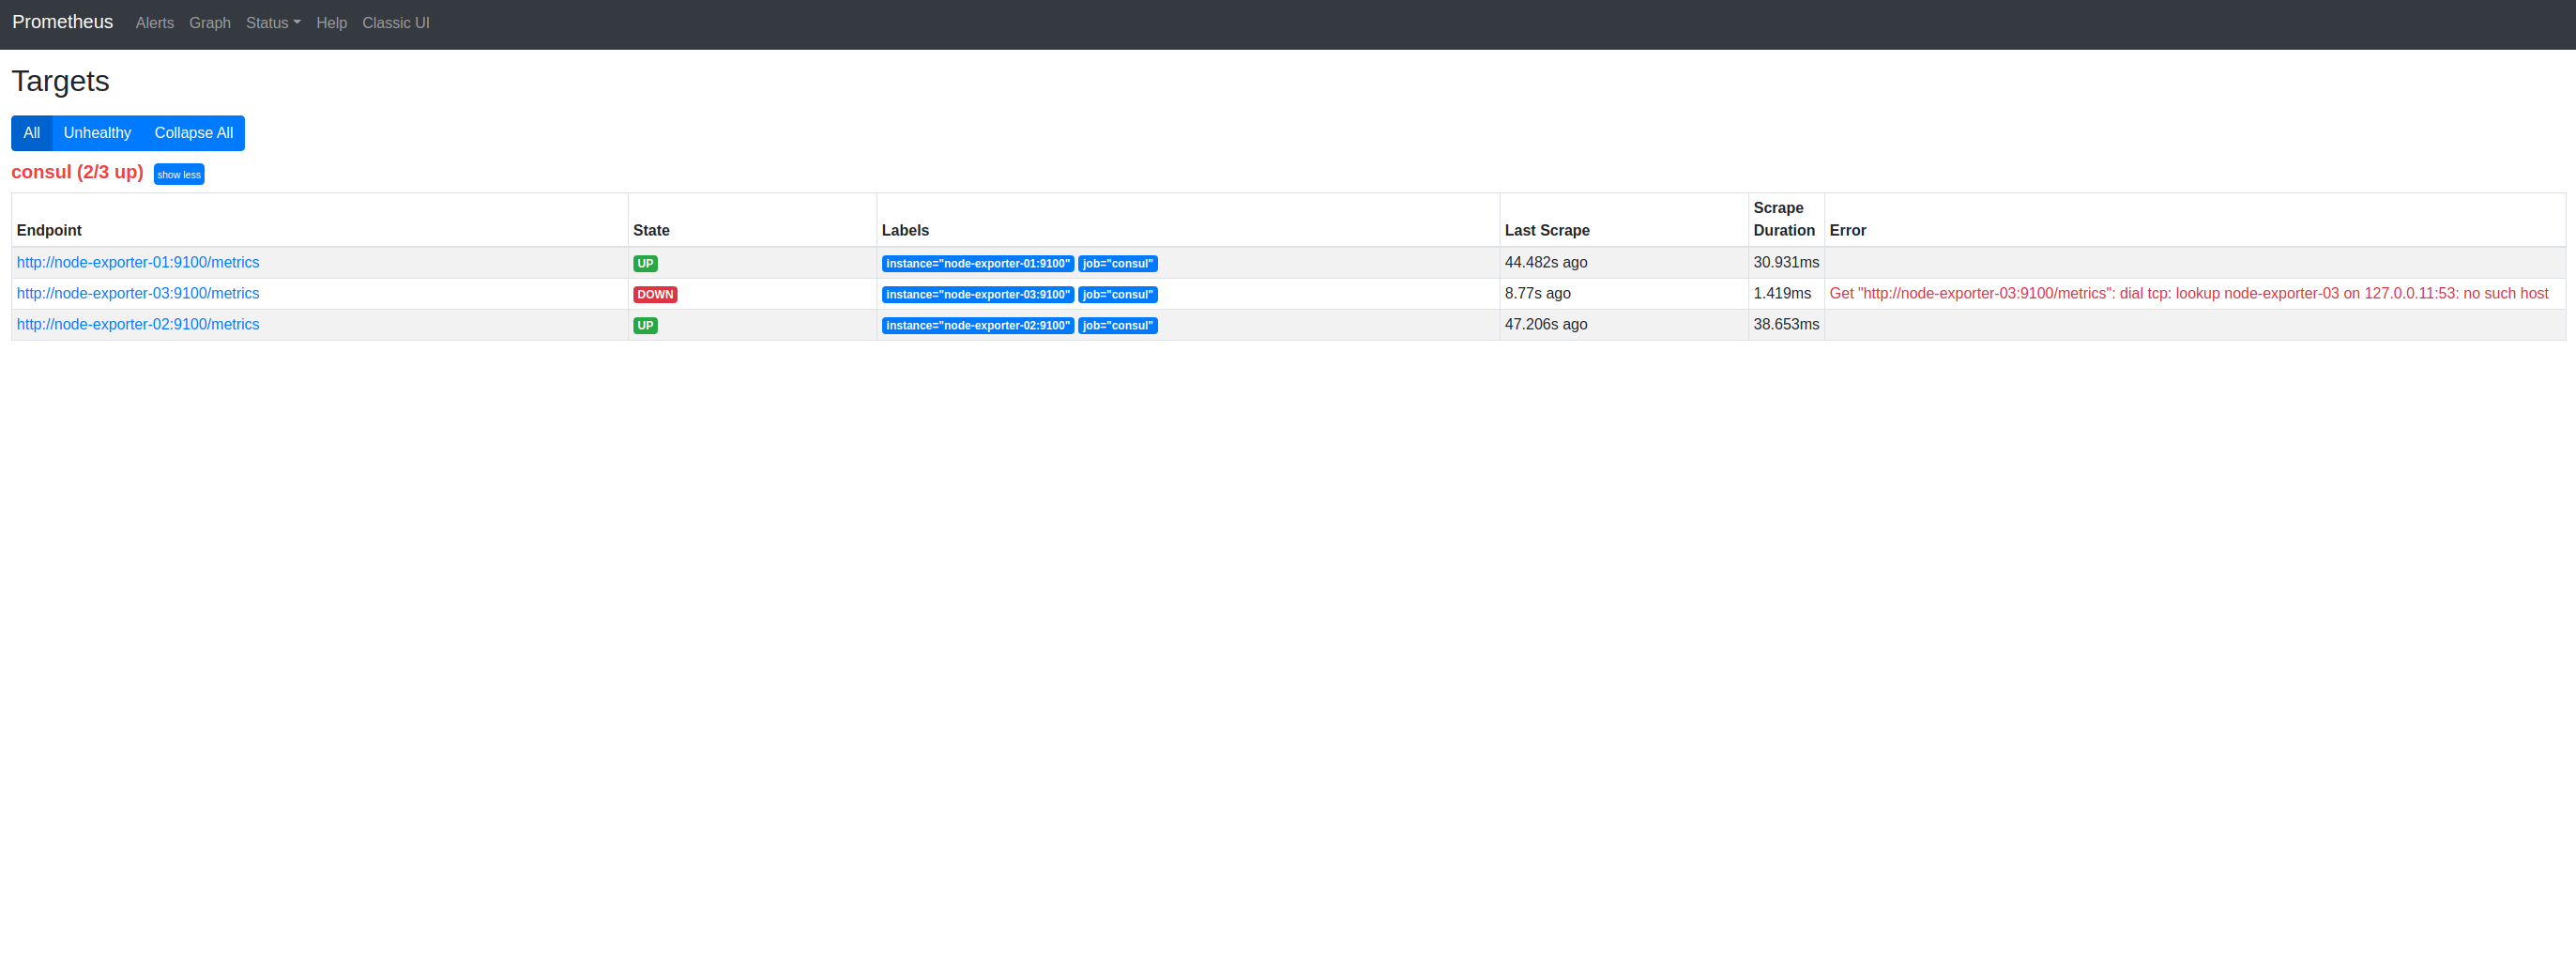 Prometheus Alerts Graph Status Help Classic UI
Targets
All Unhealthy Collapse All
consul (2/3 up) show less
Endpoint State Labels Last Scrape Scrape Duration Error
http://node-exporter-01:9100/metrics UP instance="node-exporter-01:9100" job="consul" 44.482s ago 30.931ms
http://node-exporter-03:9100/metrics DOWN instance="node-exporter-03:9100" job="consul" 8.77s ago 1.419ms Get "http://node-exporter-03:9100/metrics": dial tcp: lookup node-exporter-03 on 127.0.0.11:53: no such host
http://node-exporter-02:9100/metrics UP instance="node-exporter-02:9100" job="consul" 47.206s ago 38.653ms